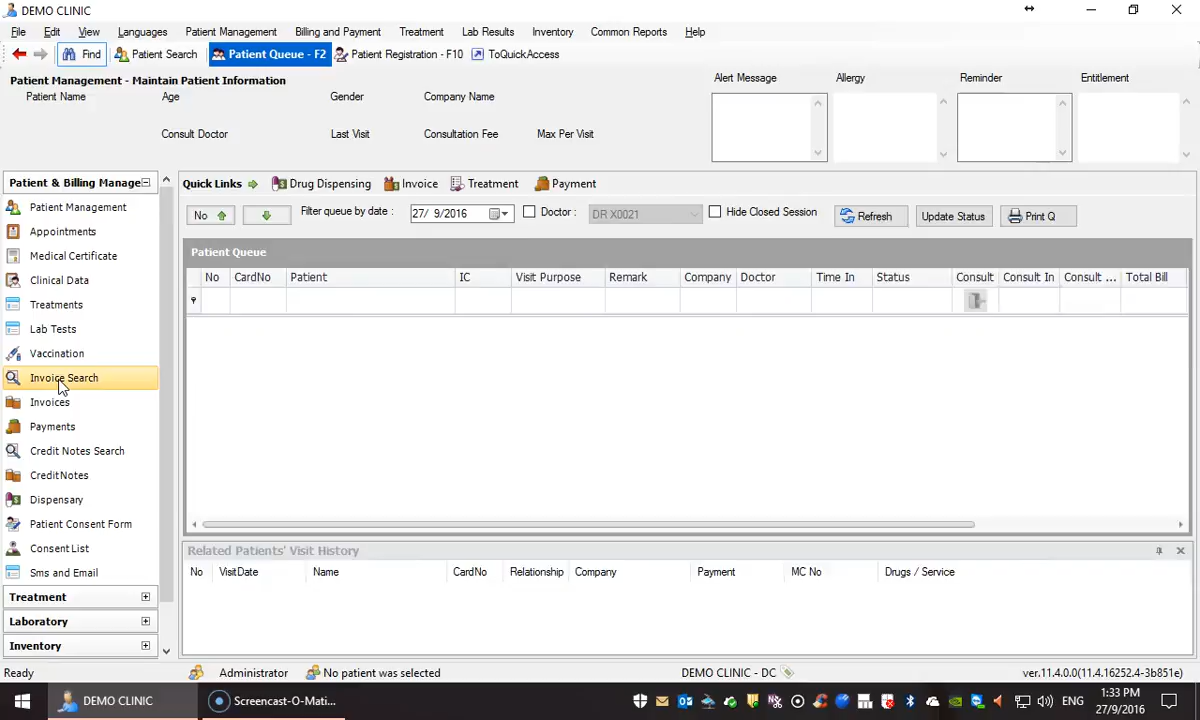 DEMO CLINIC
File Edit View Languages Patient Management Billing and Payment Treatment Lab Results Inventory Common Reports Help
Find Patient Search Patient Queue - F2 Patient Registration - F10 ToQuickAccess
Patient Management - Maintain Patient Information
Alert Message Allergy Reminder Entitlement
Patient Name Age Gender Company Name
Consult Doctor Last Visit Consultation Fee Max Per Visit
Patient & Billing Manage
Quick Links Drug Dispensing Invoice Treatment Payment
Patient Management
Appointments
Medical Certificate
Clinical Data
Treatments
Lab Tests
Vaccination
Invoice Search
Invoices
Payments
Credit Notes Search
CreditNotes
Dispensary
Patient Consent Form
Consent List
Sms and Email
Treatment
Laboratory
Inventory
No Filter queue by date : 27/ 9/2016 Doctor : DR X0021 Hide Closed Session Refresh Update Status Print Q
Patient Queue
No CardNo Patient IC Visit Purpose Remark Company Doctor Time In Status Consult Consult In Consult ... Total Bill
Related Patients' Visit History
No VisitDate Name CardNo Relationship Company Payment MC No Drugs / Service
Ready Administrator No patient was selected DEMO CLINIC - DC ver.11.4.0.0(11.4.16252.4-3b851e)
DEMO CLINIC Screencast-O-Mati... ENG 1:33 PM
27/9/2016